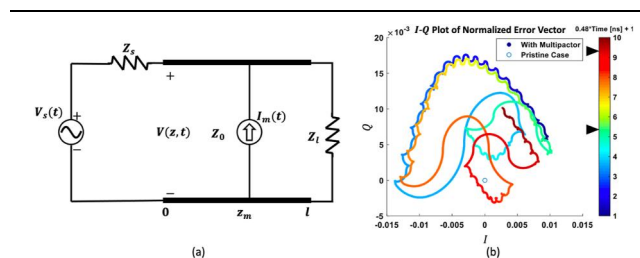 Z_s
+
V_s(t)
+
−
V(z,t)
Z_0
I_m(t)
Z_l
−
0
z_m
l
(a)
×10⁻³
I-Q Plot of Normalized Error Vector
0.48*Time [ns] + 1
With Multipactor
Pristine Case
20
15
10
5
0
-5
Q
-0.015
-0.01
-0.005
0
0.005
0.01
0.015
I
10
9
8
7
6
5
4
3
2
1
(b)